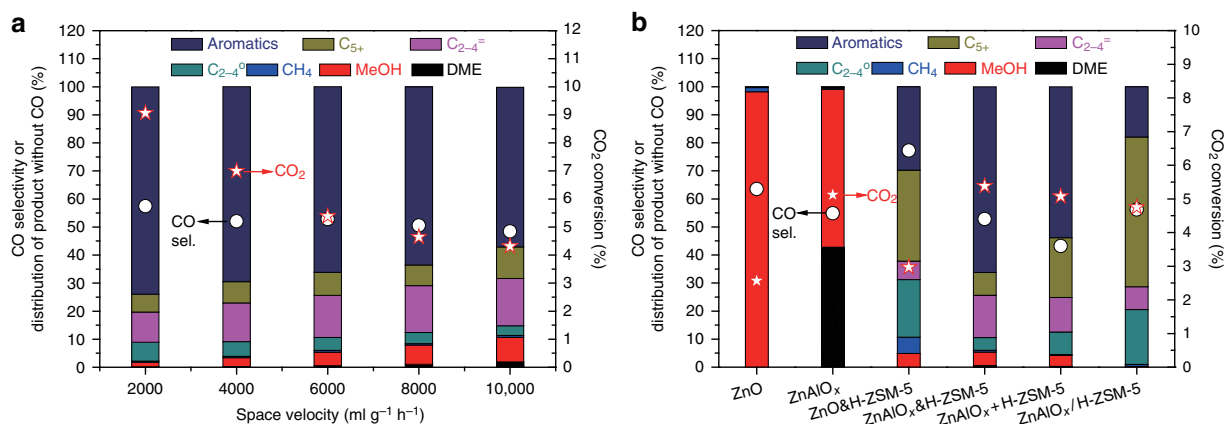 a
120
110
100
90
80
70
60
50
40
30
20
10
0
CO selectivity or
distribution of product without CO (%)
Aromatics C5+ C2–4=
C2–4o CH4 MeOH DME
CO2
CO
sel.
12
11
10
9
8
7
6
5
4
3
2
1
0
CO2 conversion (%)
2000 4000 6000 8000 10,000
Space velocity (ml g–1 h–1)
b
120
110
100
90
80
70
60
50
40
30
20
10
0
CO selectivity or
distribution of product without CO (%)
Aromatics C5+ C2–4=
C2–4o CH4 MeOH DME
CO2
CO
sel.
10
9
8
7
6
5
4
3
2
1
0
CO2 conversion (%)
ZnO
ZnAlOx
ZnO&H-ZSM-5
ZnAlOx&H-ZSM-5
ZnAlOx+H-ZSM-5
ZnAlOx/H-ZSM-5